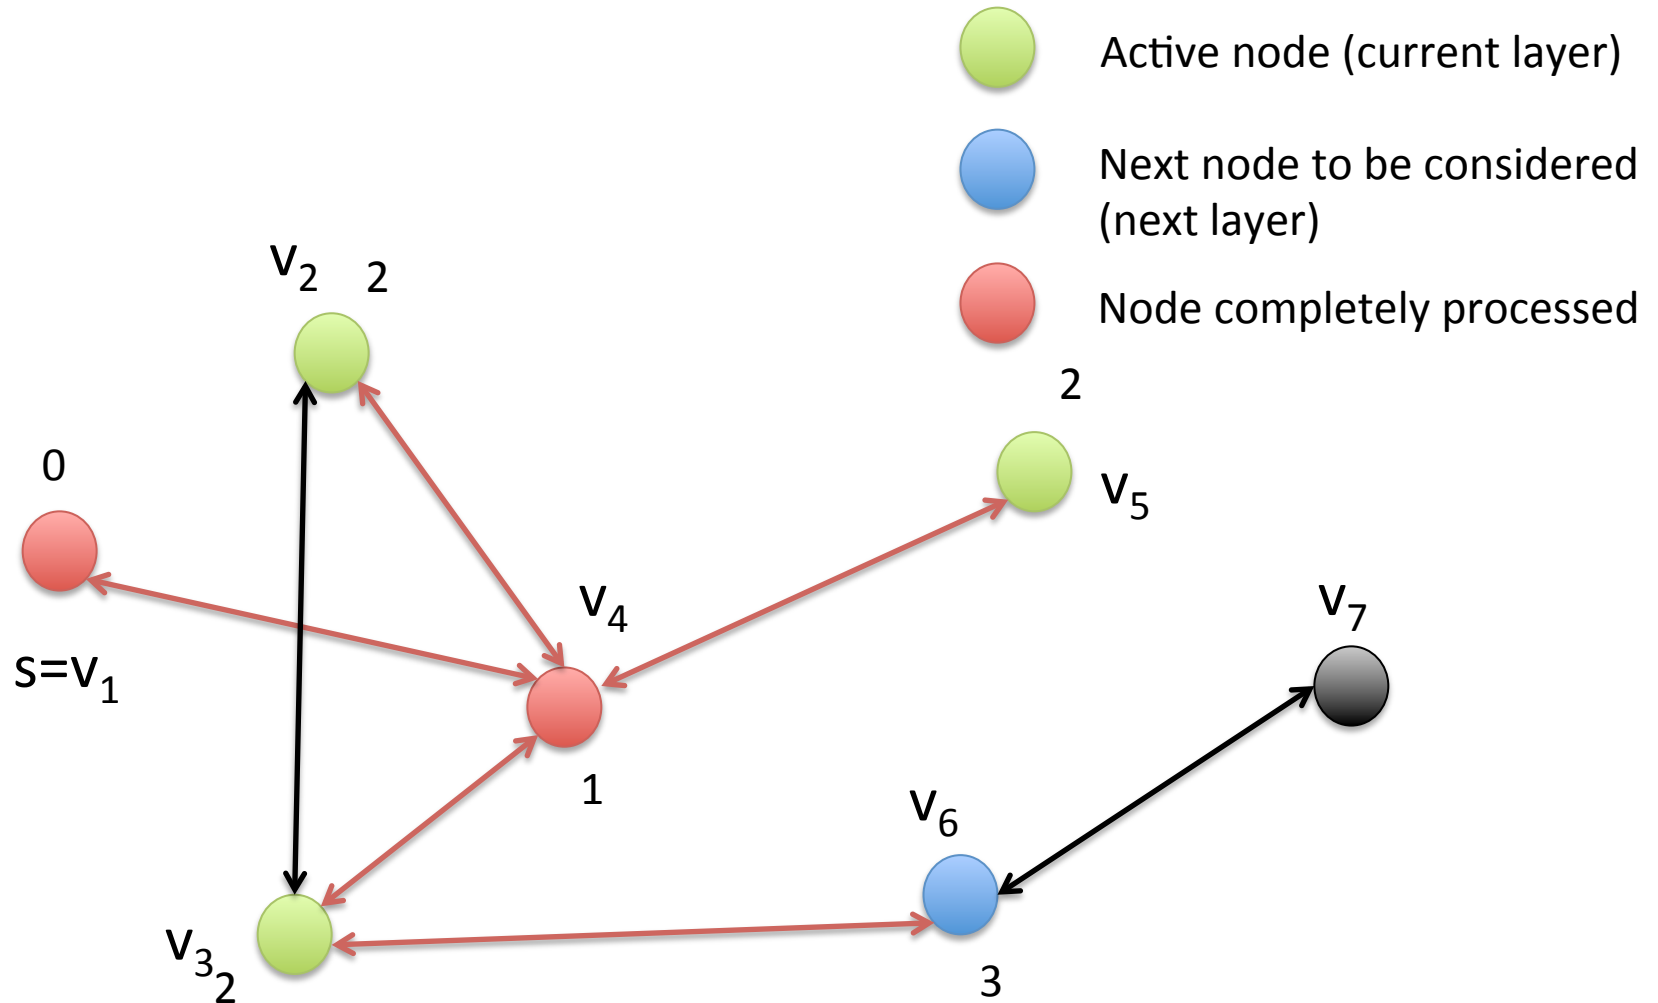 Active node (current layer)
Next node to be considered
(next layer)
Node completely processed
v₂ 2
2
0
v₅
v₄
v₇
s=v₁
1
v₆
v₃ 2
3